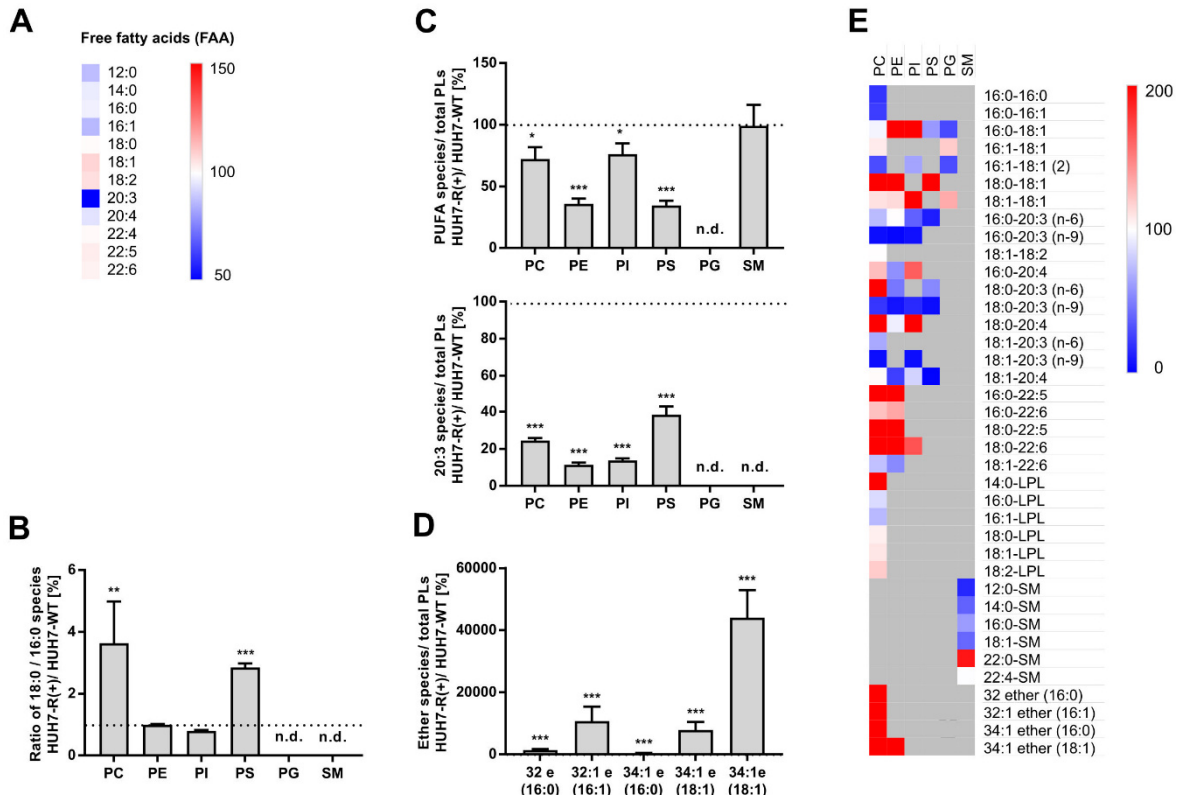 A
Free fatty acids (FAA)
12:0
14:0
16:0
16:1
18:0
18:1
18:2
20:3
20:4
22:4
22:5
22:6
150
100
50
B
Ratio of 18:0 / 16:0 species
HUH7-R(+)/ HUH7-WT [%]
6
4
2
0
**
***
n.d.
n.d.
PC PE PI PS PG SM
C
PUFA species/ total PLs
HUH7-R(+)/ HUH7-WT [%]
150
100
50
0
*
***
*
***
n.d.
PC PE PI PS PG SM
20:3 species/ total PLs
HUH7-R(+)/ HUH7-WT [%]
100
80
60
40
20
0
***
***
***
***
n.d.
n.d.
PC PE PI PS PG SM
D
Ether species/ total PLs
HUH7-R(+)/ HUH7-WT [%]
60000
40000
20000
0
***
***
***
***
***
32 e 32:1 e 34:1 e 34:1 e 34:1e
(16:0) (16:1) (16:0) (18:1) (18:1)
E
PC PE PI PS PG SM
16:0-16:0
16:0-16:1
16:0-18:1
16:1-18:1
16:1-18:1 (2)
18:0-18:1
18:1-18:1
16:0-20:3 (n-6)
16:0-20:3 (n-9)
18:1-18:2
16:0-20:4
18:0-20:3 (n-6)
18:0-20:3 (n-9)
18:0-20:4
18:1-20:3 (n-6)
18:1-20:3 (n-9)
18:1-20:4
16:0-22:5
16:0-22:6
18:0-22:5
18:0-22:6
18:1-22:6
14:0-LPL
16:0-LPL
16:1-LPL
18:0-LPL
18:1-LPL
18:2-LPL
12:0-SM
14:0-SM
16:0-SM
18:1-SM
22:0-SM
22:4-SM
32 ether (16:0)
32:1 ether (16:1)
34:1 ether (16:0)
34:1 ether (18:1)
200
100
0